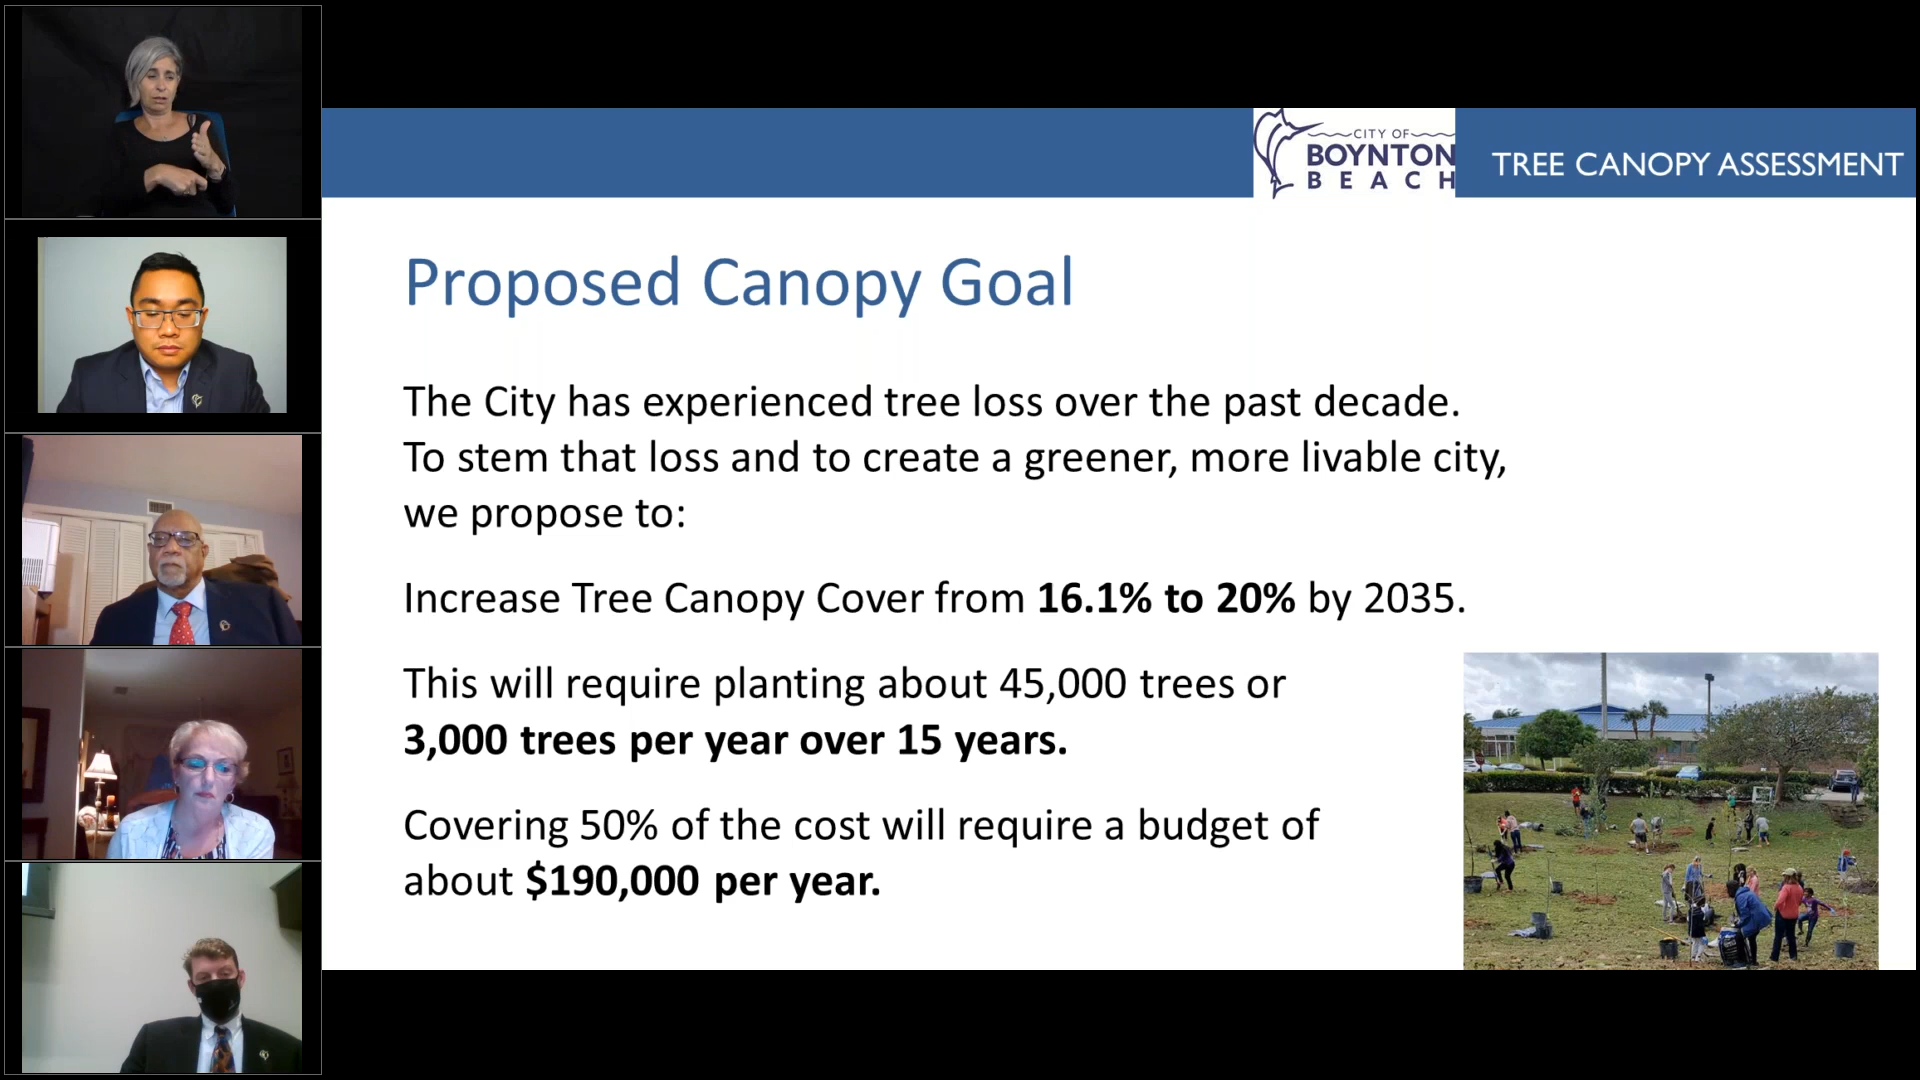 CITY OF
BOYNTON
BEACH
TREE CANOPY ASSESSMENT
Proposed Canopy Goal
The City has experienced tree loss over the past decade.
To stem that loss and to create a greener, more livable city,
we propose to:
Increase Tree Canopy Cover from 16.1% to 20% by 2035.
This will require planting about 45,000 trees or
3,000 trees per year over 15 years.
Covering 50% of the cost will require a budget of
about $190,000 per year.